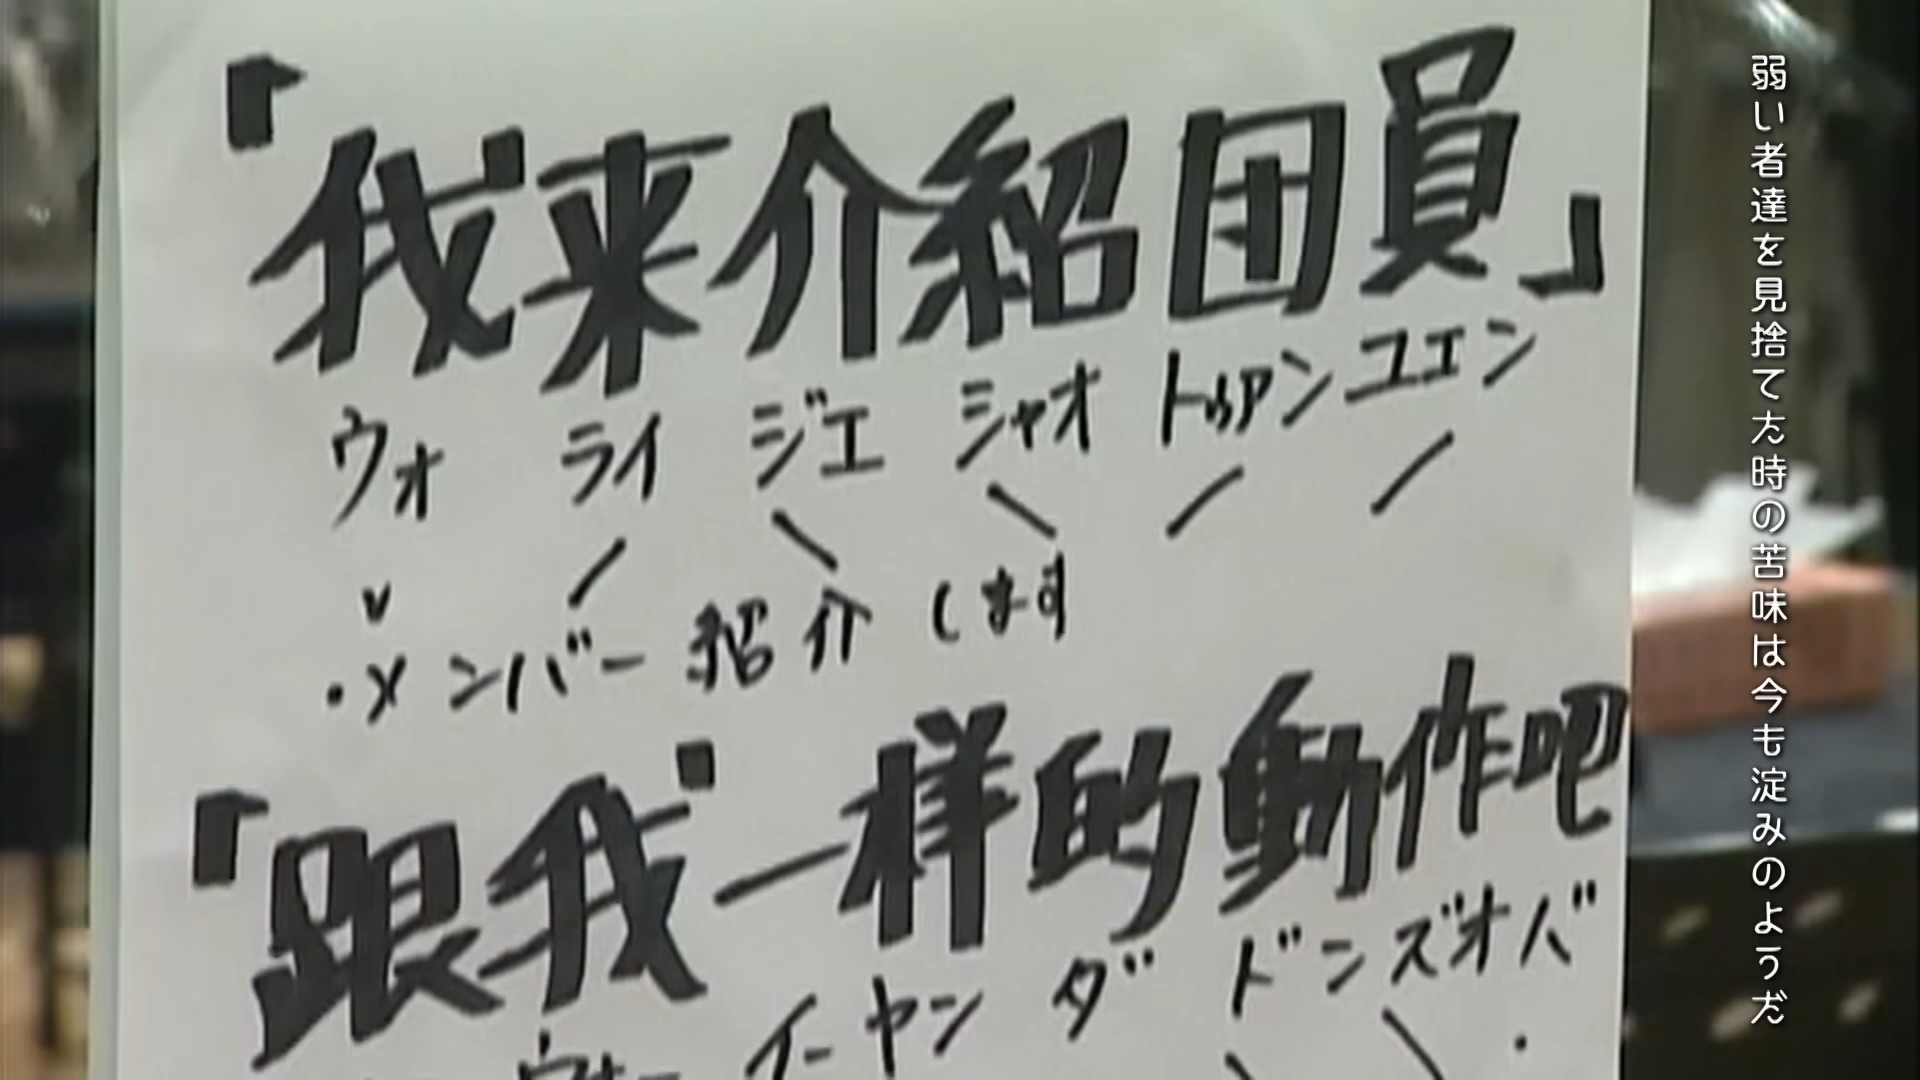 「我来介紹団員」
ウォ ライ ジエ シャオ トゥアン ユエン
・メンバー紹介します
「跟我一样的動作吧
イーヤン ダ ドンズオバ
弱い者達を見捨てた時の苦味は今も淀みのようだ